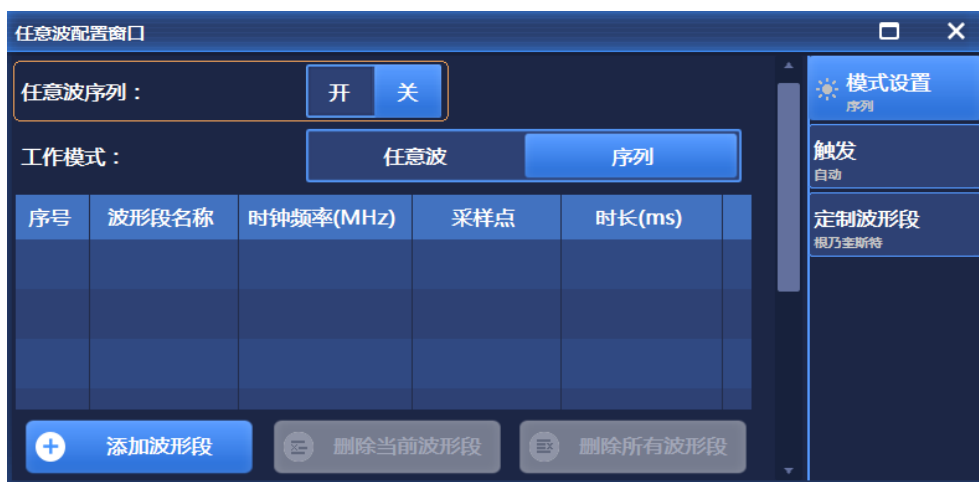 任意波配置窗口
任意波序列： 开 关
工作模式： 任意波 序列
序号 波形段名称 时钟频率(MHz) 采样点 时长(ms)
添加波形段 删除当前波形段 删除所有波形段
模式设置
序列
触发
自动
定制波形段
根乃奎斯特